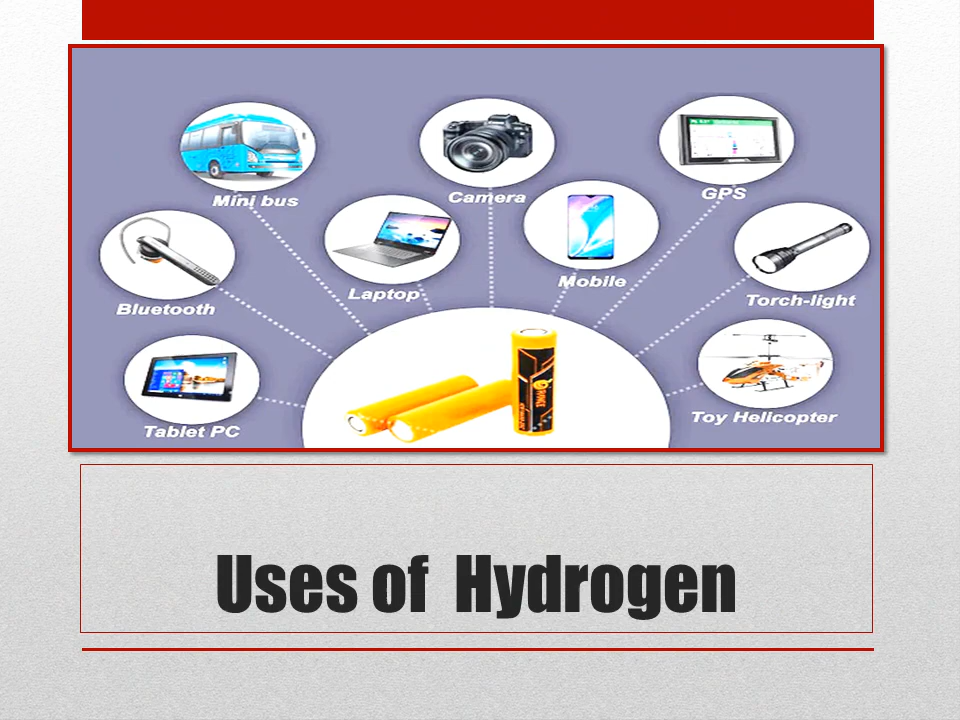 Mini bus
Camera
GPS
Bluetooth
Laptop
Mobile
Torch-light
Tablet PC
Toy Helicopter
Uses of Hydrogen